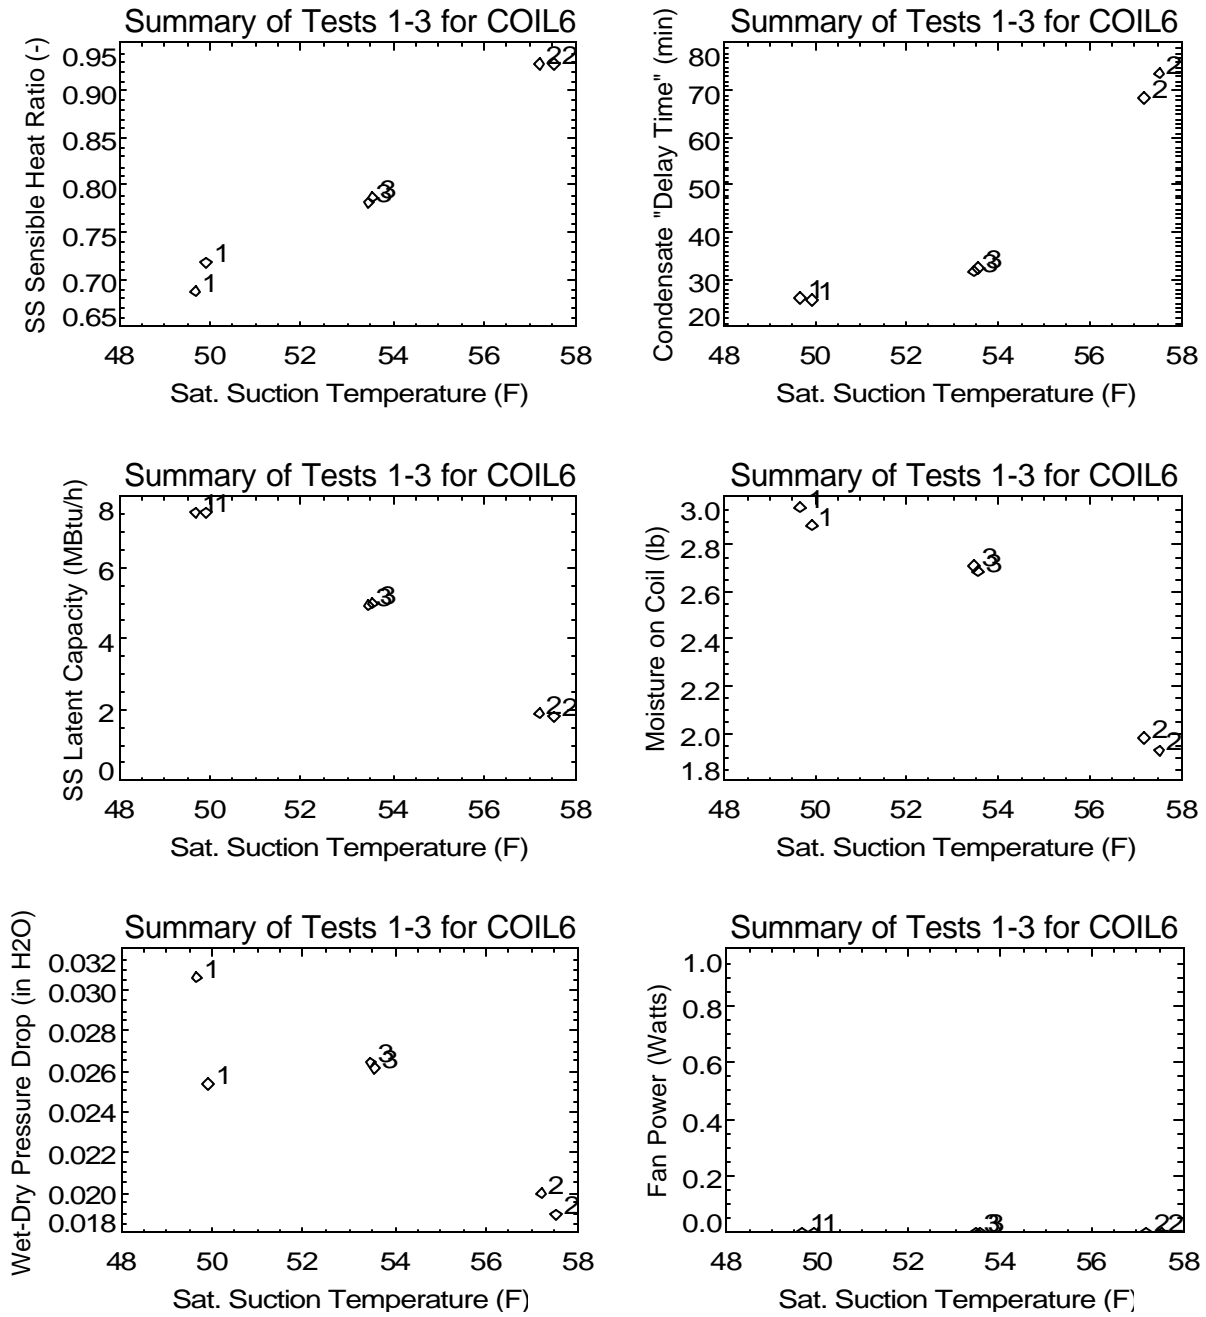 Summary of Tests 1-3 for COIL6
SS Sensible Heat Ratio (-)
0.95
0.90
0.85
0.80
0.75
0.70
0.65
22
33
1
1
48 50 52 54 56 58
Sat. Suction Temperature (F)
Summary of Tests 1-3 for COIL6
Condensate "Delay Time" (min)
80
70
60
50
40
30
20
2
2
33
11
48 50 52 54 56 58
Sat. Suction Temperature (F)
Summary of Tests 1-3 for COIL6
SS Latent Capacity (MBtu/h)
8
6
4
2
0
11
33
22
48 50 52 54 56 58
Sat. Suction Temperature (F)
Summary of Tests 1-3 for COIL6
Moisture on Coil (lb)
3.0
2.8
2.6
2.4
2.2
2.0
1.8
1
1
3
3
2
2
48 50 52 54 56 58
Sat. Suction Temperature (F)
Summary of Tests 1-3 for COIL6
Wet-Dry Pressure Drop (in H2O)
0.032
0.030
0.028
0.026
0.024
0.022
0.020
0.018
1
1
3
3
2
2
48 50 52 54 56 58
Sat. Suction Temperature (F)
Summary of Tests 1-3 for COIL6
Fan Power (Watts)
1.0
0.8
0.6
0.4
0.2
0.0
11
33
22
48 50 52 54 56 58
Sat. Suction Temperature (F)